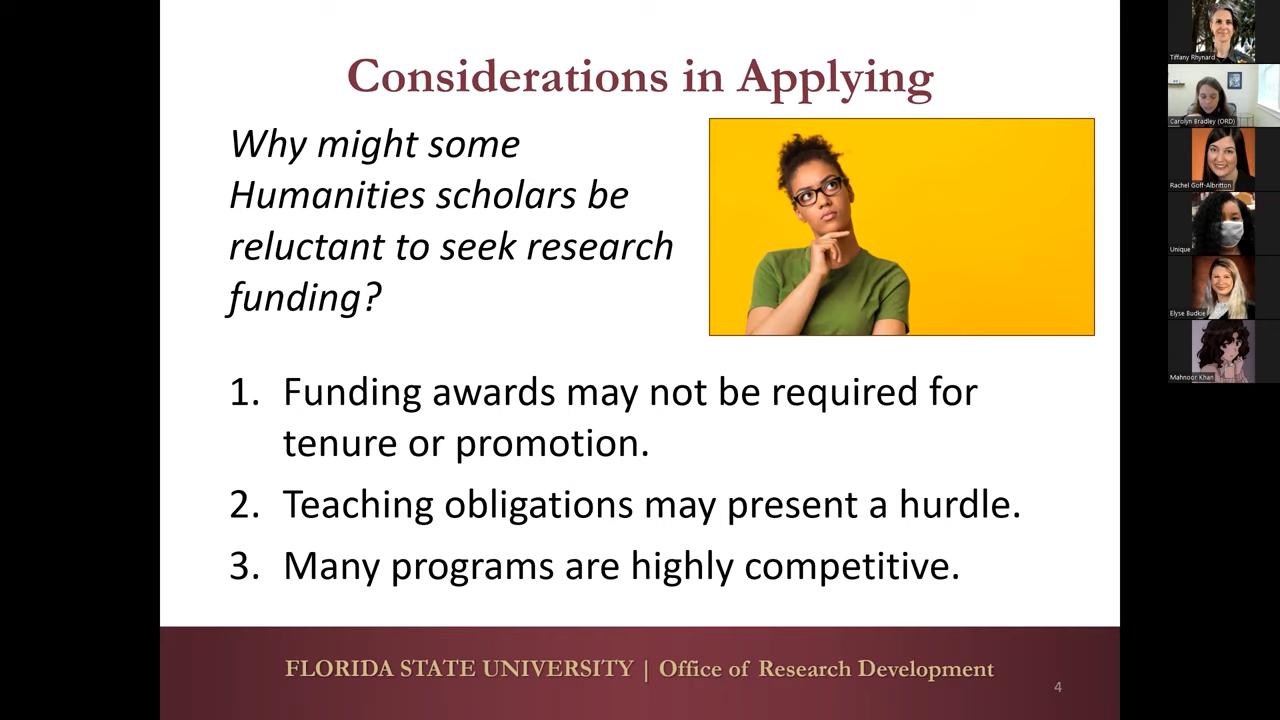 Considerations in Applying
Why might some
Humanities scholars be
reluctant to seek research
funding?
1. Funding awards may not be required for
tenure or promotion.
2. Teaching obligations may present a hurdle.
3. Many programs are highly competitive.
FLORIDA STATE UNIVERSITY | Office of Research Development
4
Tiffany Rhynard
Carolyn Bradley (ORD)
Rachel Goff-Albritton
Unique
Elyse Budkie
Mahnoor Khan